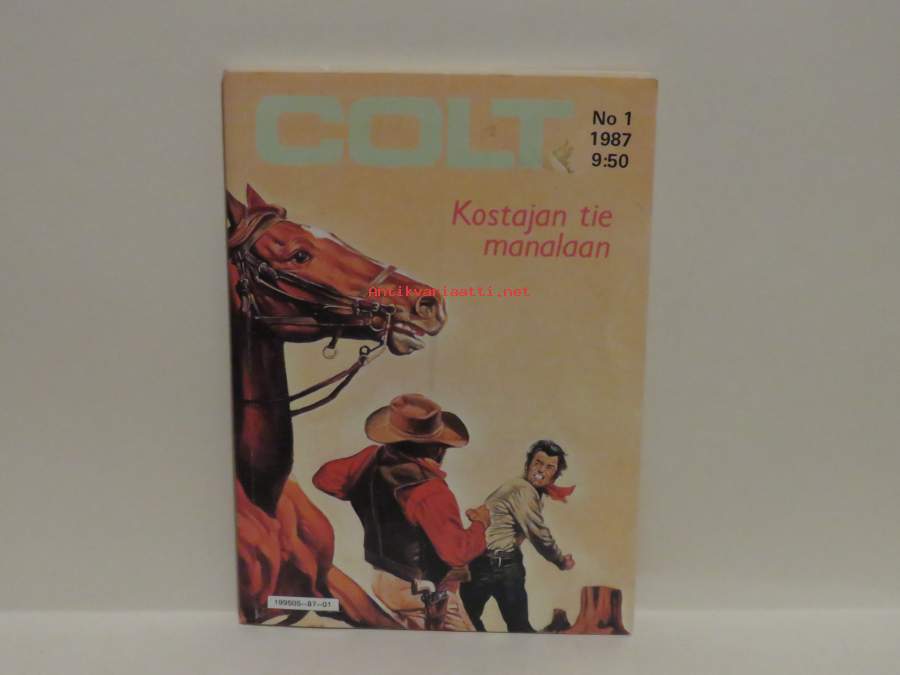 COLT
No 1
1987
9:50
Kostajan tie
manalaan
Antikvariaatti.net
199505--87--01